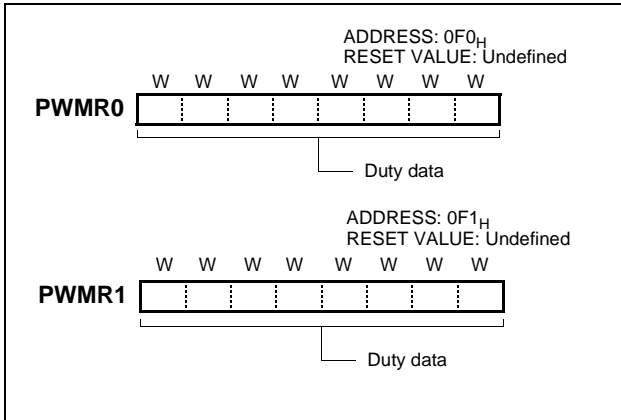 ADDRESS: 0F0H
RESET VALUE: Undefined
W W W W W W W W
PWMR0
Duty data
ADDRESS: 0F1H
RESET VALUE: Undefined
W W W W W W W W
PWMR1
Duty data